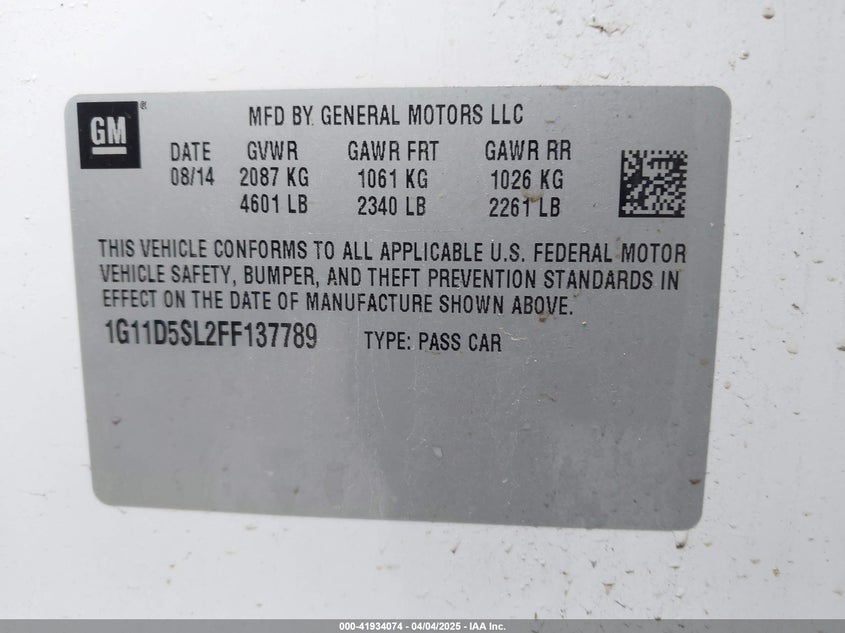 GM®
MFD BY GENERAL MOTORS LLC
DATE GVWR GAWR FRT GAWR RR
08/14 2087 KG 1061 KG 1026 KG
4601 LB 2340 LB 2261 LB
THIS VEHICLE CONFORMS TO ALL APPLICABLE U.S. FEDERAL MOTOR
VEHICLE SAFETY, BUMPER, AND THEFT PREVENTION STANDARDS IN
EFFECT ON THE DATE OF MANUFACTURE SHOWN ABOVE.
1G11D5SL2FF137789 TYPE: PASS CAR
000-41934074 - 04/04/2025 - IAA Inc.